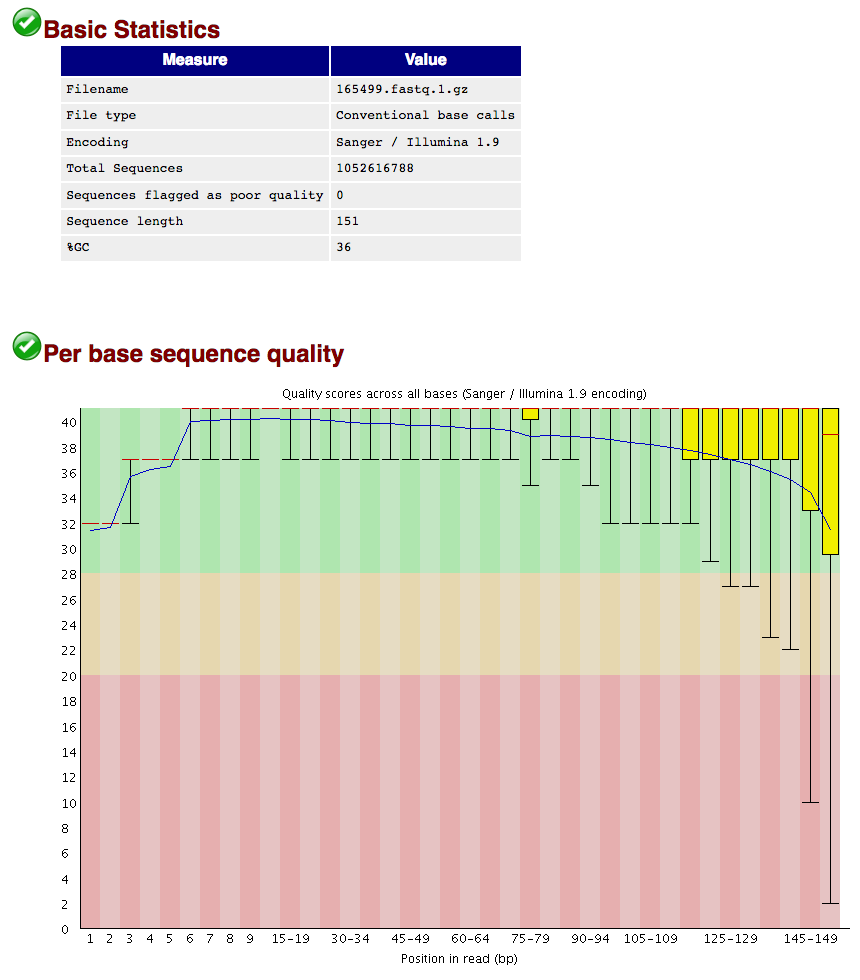 Basic Statistics
Measure Value
Filename 165499.fastq.1.gz
File type Conventional base calls
Encoding Sanger / Illumina 1.9
Total Sequences 1052616788
Sequences flagged as poor quality 0
Sequence length 151
%GC 36
Per base sequence quality
Quality scores across all bases (Sanger / Illumina 1.9 encoding)
40
38
36
34
32
30
28
26
24
22
20
18
16
14
12
10
8
6
4
2
0
1 2 3 4 5 6 7 8 9 15-19 30-34 45-49 60-64 75-79 90-94 105-109 125-129 145-149
Position in read (bp)